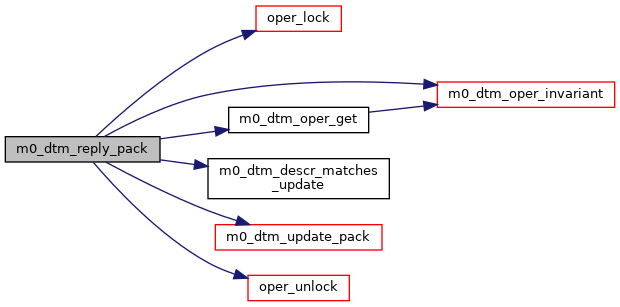 oper_lock
m0_dtm_oper_invariant
m0_dtm_oper_get
m0_dtm_reply_pack
m0_dtm_descr_matches
_update
m0_dtm_update_pack
oper_unlock